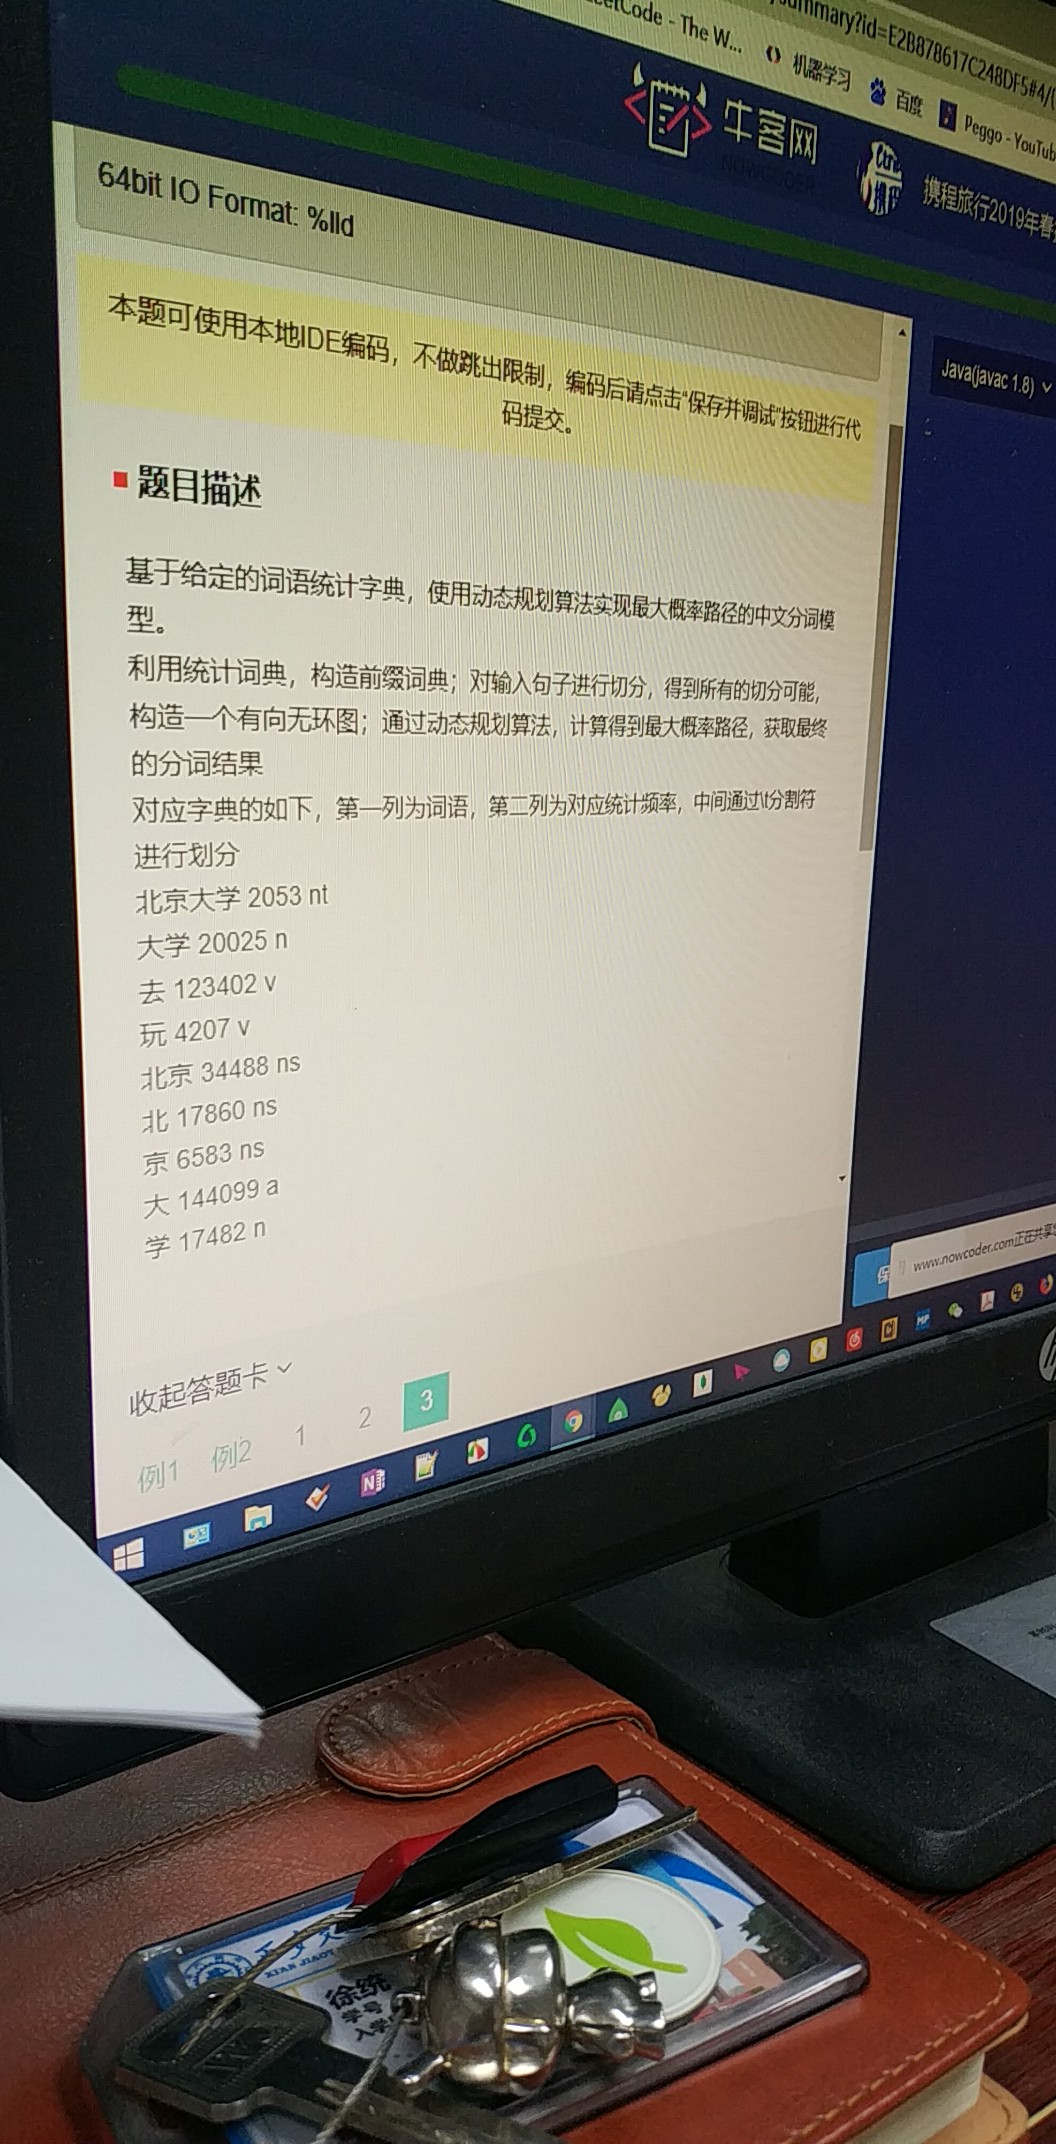 summary?id=E2B878617C248DF5#4/
Code - The W...
机器学习
百度
Peggo - YouTub
牛客网
NOWCODER
携程旅行2019年春
64bit IO Format: %lld
Java(javac 1.8)
本题可使用本地IDE编码，不做跳出限制，编码后请点击“保存并调试”按钮进行代
码提交。
题目描述
基于给定的词语统计字典，使用动态规划算法实现最大概率路径的中文分词模
型。
利用统计词典，构造前缀词典；对输入句子进行切分，得到所有的切分可能，
构造一个有向无环图；通过动态规划算法，计算得到最大概率路径，获取最终
的分词结果
对应字典的如下，第一列为词语，第二列为对应统计频率，中间通过\t分割符
进行划分
北京大学 2053 nt
大学 20025 n
去 123402 v
玩 4207 v
北京 34488 ns
北 17860 ns
京 6583 ns
大 144099 a
学 17482 n
保
www.nowcoder.com正在共享
收起答题卡
例1 例2 1 2 3
XIAN JIAOT
徐统
学号
入学